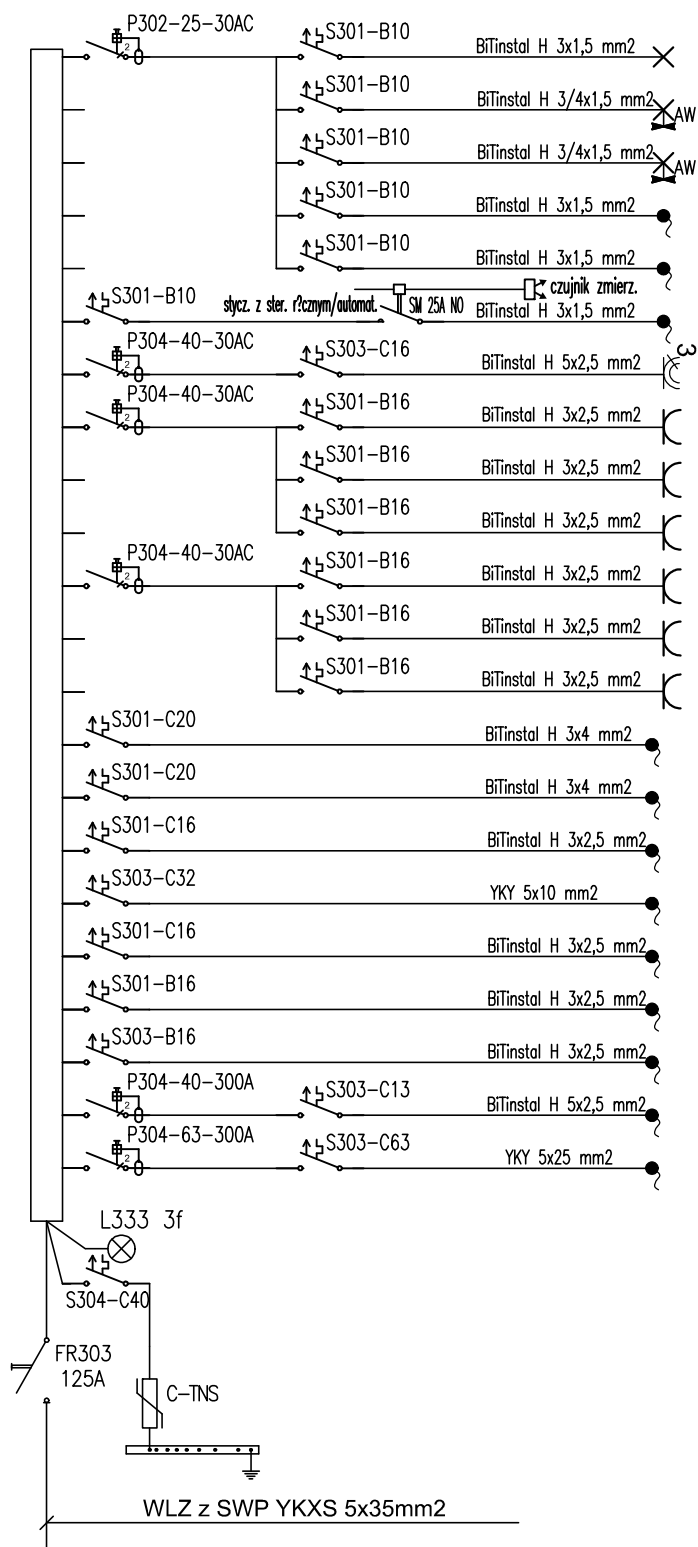 P302-25-30AC
2
S301-B10
BiTinstal H 3x1,5 mm2
S301-B10
BiTinstal H 3/4x1,5 mm2
AW
S301-B10
BiTinstal H 3/4x1,5 mm2
AW
S301-B10
BiTinstal H 3x1,5 mm2
S301-B10
BiTinstal H 3x1,5 mm2
S301-B10
stycz. z ster. r?cznym/automat.
SM 25A NO
czujnik zmierz.
BiTinstal H 3x1,5 mm2
P304-40-30AC
2
S303-C16
BiTinstal H 5x2,5 mm2
3
P304-40-30AC
2
S301-B16
BiTinstal H 3x2,5 mm2
S301-B16
BiTinstal H 3x2,5 mm2
S301-B16
BiTinstal H 3x2,5 mm2
P304-40-30AC
2
S301-B16
BiTinstal H 3x2,5 mm2
S301-B16
BiTinstal H 3x2,5 mm2
S301-B16
BiTinstal H 3x2,5 mm2
S301-C20
BiTinstal H 3x4 mm2
S301-C20
BiTinstal H 3x4 mm2
S301-C16
BiTinstal H 3x2,5 mm2
S303-C32
YKY 5x10 mm2
S301-C16
BiTinstal H 3x2,5 mm2
S301-B16
BiTinstal H 3x2,5 mm2
S303-B16
BiTinstal H 3x2,5 mm2
P304-40-300A
2
S303-C13
BiTinstal H 5x2,5 mm2
P304-63-300A
2
S303-C63
YKY 5x25 mm2
L333 3f
S304-C40
FR303
125A
C-TNS
WLZ z SWP YKXS 5x35mm2